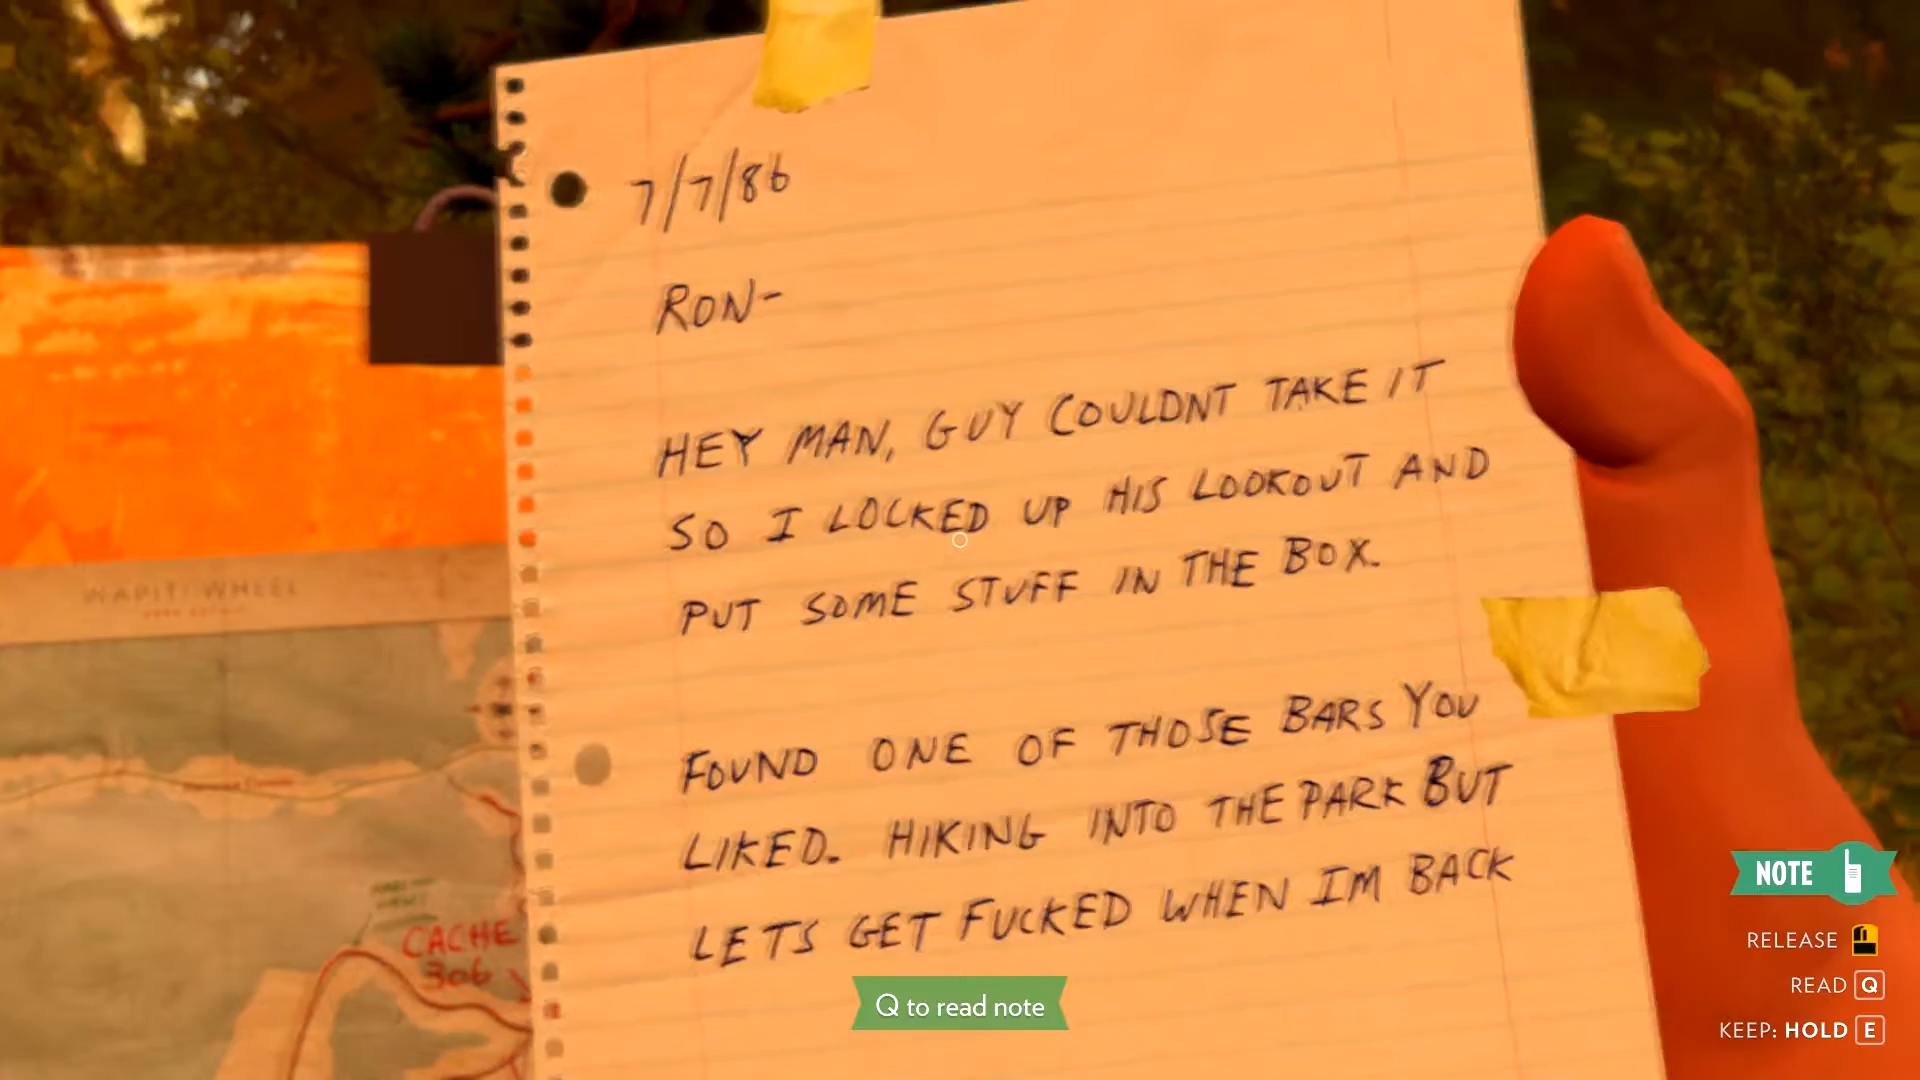 7/7/86
RON-
HEY MAN, GUY COULDNT TAKE IT
SO I LOCKED UP HIS LOOKOUT AND
PUT SOME STUFF IN THE BOX.
FOUND ONE OF THOSE BARS YOU
LIKED. HIKING INTO THE PARK BUT
LETS GET FUCKED WHEN IM BACK
WAPITI WHEEL
CACHE
306
Q to read note
NOTE
RELEASE
READ Q
KEEP: HOLD E